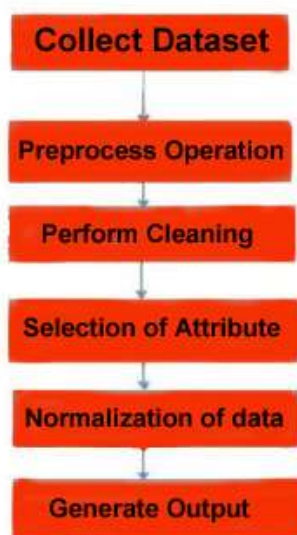 Collect Dataset
Preprocess Operation
Perform Cleaning
Selection of Attribute
Normalization of data
Generate Output